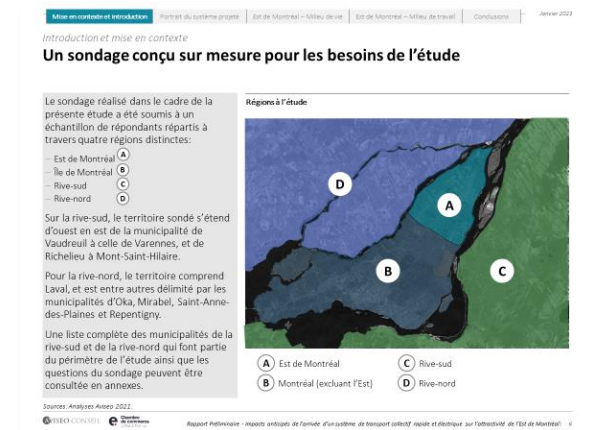 Mise en contexte et introduction
Portrait du système projeté
Est de Montréal – Milieu de vie
Est de Montréal – Milieu de travail
Conclusions
Janvier 2021
Introduction et mise en contexte
Un sondage conçu sur mesure pour les besoins de l'étude
Le sondage réalisé dans le cadre de la
présente étude a été soumis à un
échantillon de répondants répartis à
travers quatre régions distinctes:
– Est de Montréal A
– Île de Montréal B
– Rive-sud C
– Rive-nord D
Sur la rive-sud, le territoire sondé s'étend
d'ouest en est de la municipalité de
Vaudreuil à celle de Varennes, et de
Richelieu à Mont-Saint-Hilaire.
Pour la rive-nord, le territoire comprend
Laval, et est entre autres délimité par les
municipalités d'Oka, Mirabel, Saint-Anne-
des-Plaines et Repentigny.
Une liste complète des municipalités de la
rive-sud et de la rive-nord qui font partie
du périmètre de l'étude ainsi que les
questions du sondage peuvent être
consultée en annexes.
Régions à l'étude
D
A
B
C
A Est de Montréal
C Rive-sud
B Montréal (excluant l'Est)
D Rive-nord
Sources: Analyses Aviseo 2021.
AVISEO CONSEIL
Chambre
de commerce
Rapport Préliminaire - Impacts anticipés de l'arrivée d'un système de transport collectif rapide et électrique sur l'attractivité de l'Est de Montréal 6